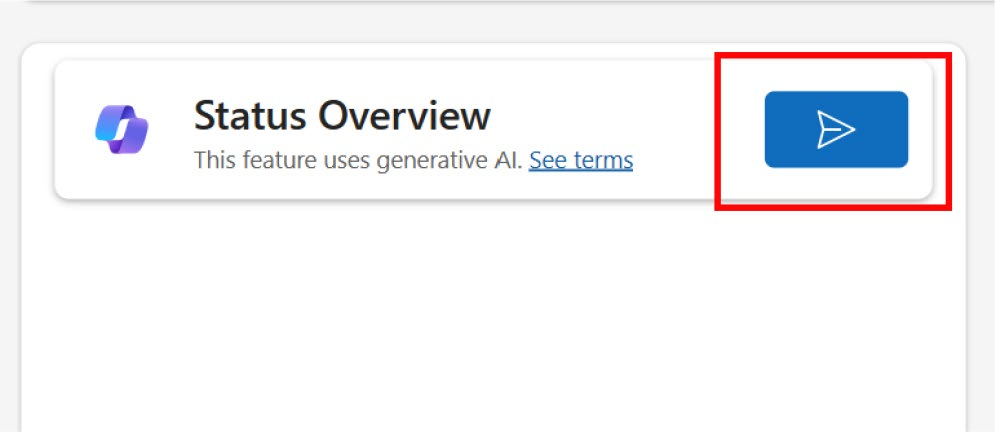 Status Overview
This feature uses generative AI. See terms